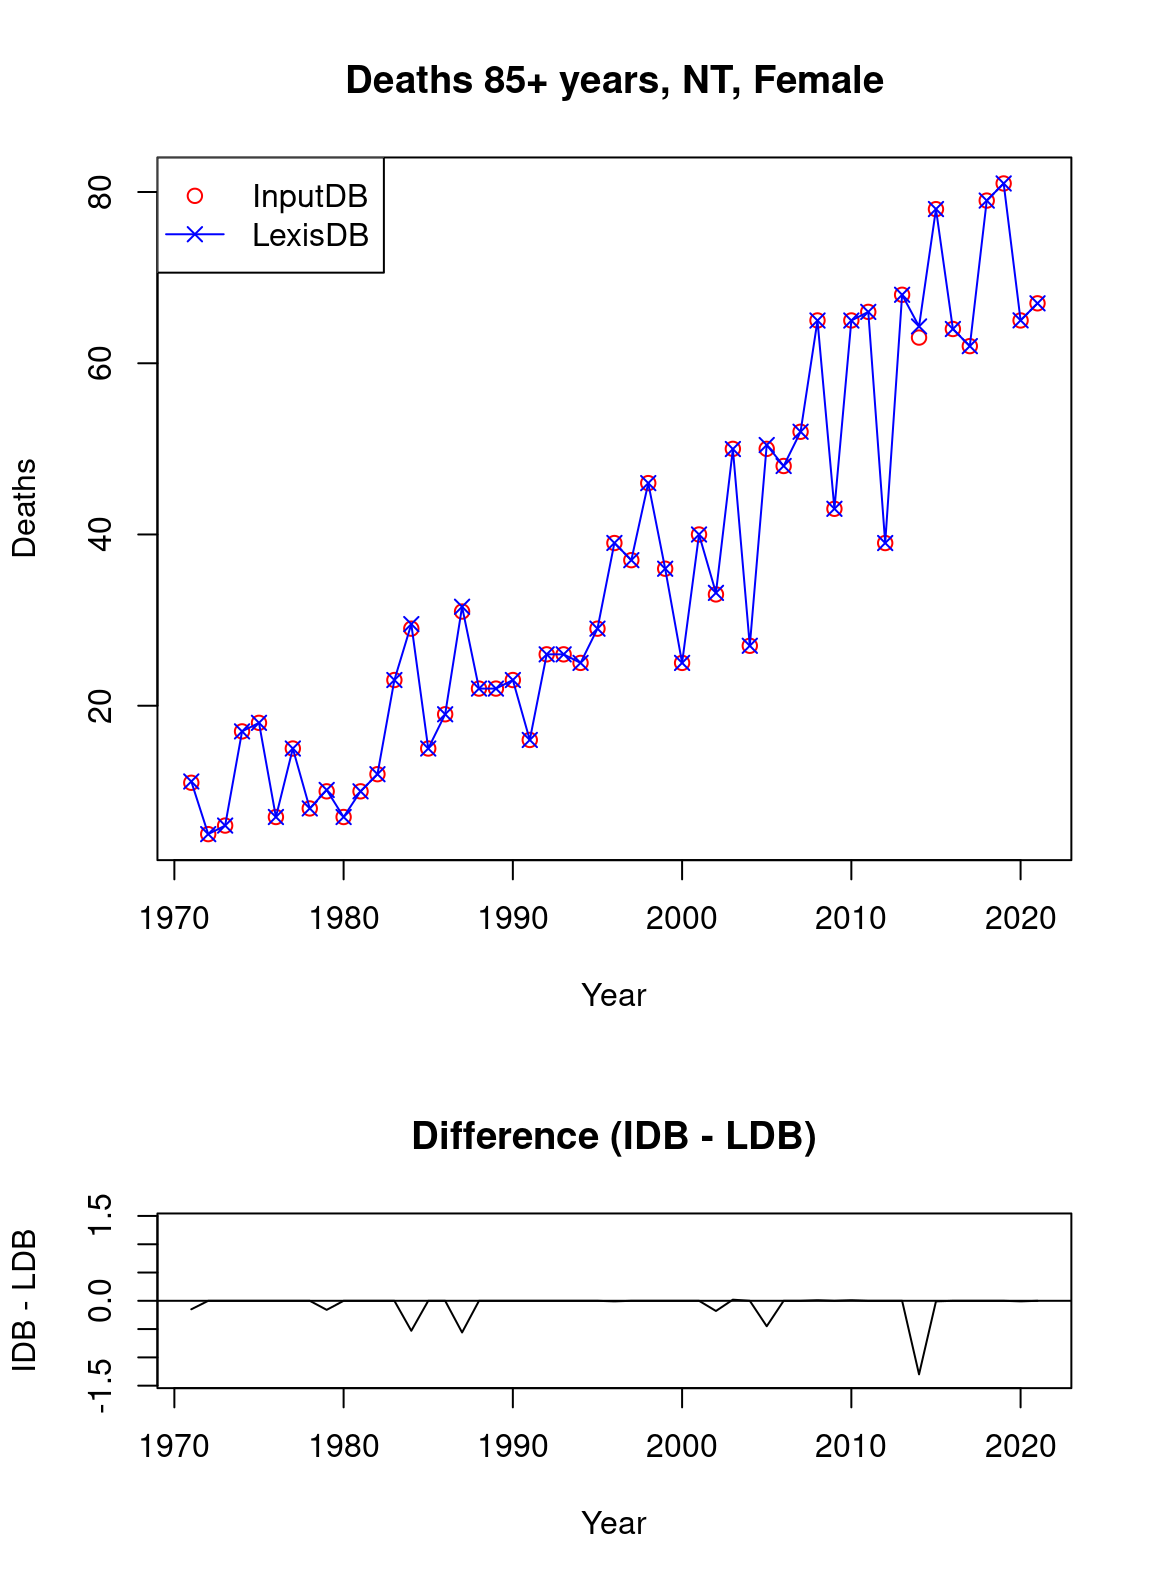 Deaths 85+ years, NT, Female
InputDB
LexisDB
80
60
40
20
Deaths
1970 1980 1990 2000 2010 2020
Year
Difference (IDB - LDB)
1.5
0.0
-1.5
IDB - LDB
1970 1980 1990 2000 2010 2020
Year